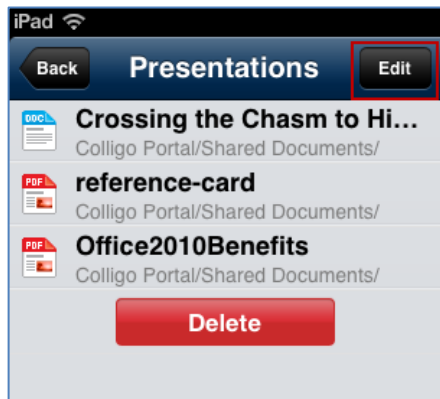 iPad
Back Presentations Edit
DOC Crossing the Chasm to Hi...
Colligo Portal/Shared Documents/
PDF reference-card
Colligo Portal/Shared Documents/
PDF Office2010Benefits
Colligo Portal/Shared Documents/
Delete